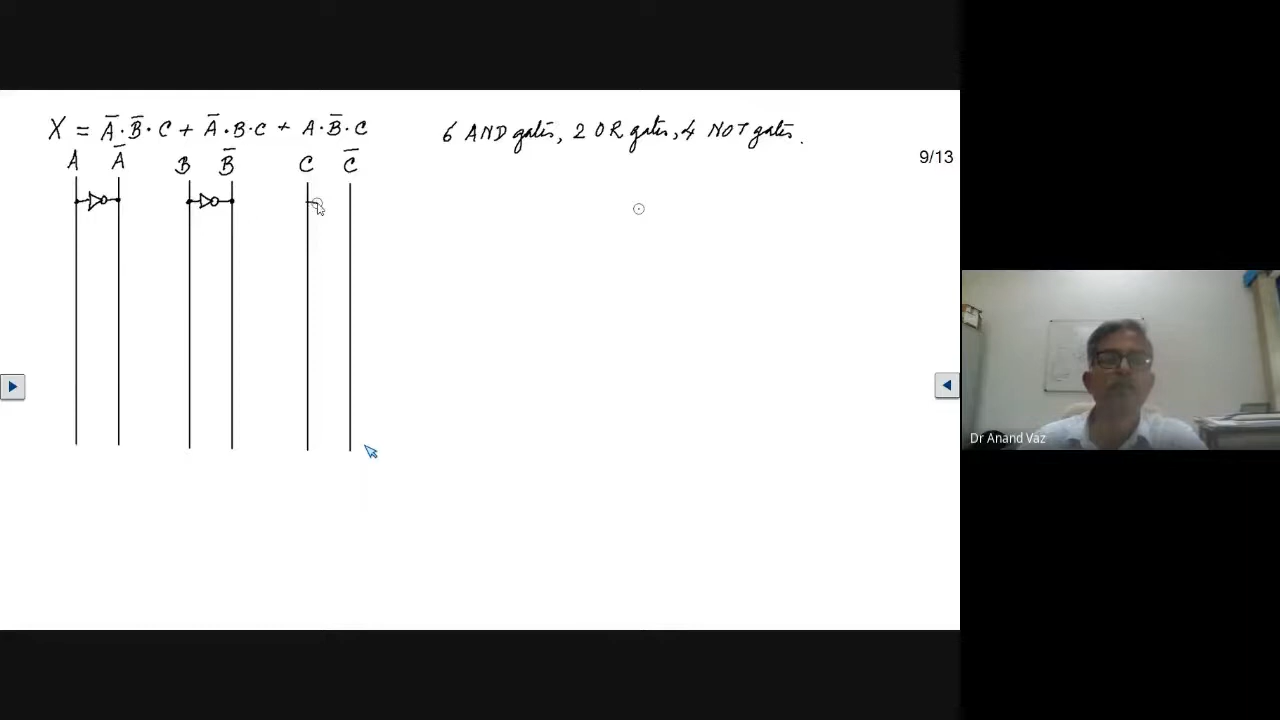 X = A̅·B̅·C + A̅·B·C + A·B̅·C
6 AND gates, 2 OR gates, 4 NOT gates.
A A̅ B B̅ C C̅
9/13
Dr Anand Vaz